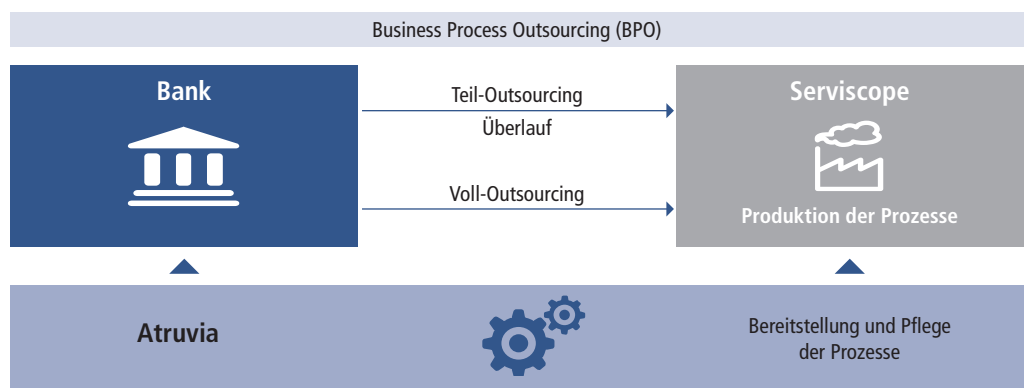 Business Process Outsourcing (BPO)
Bank
Teil-Outsourcing
Überlauf
Voll-Outsourcing
Serviscope
Produktion der Prozesse
Atruvia
Bereitstellung und Pflege
der Prozesse